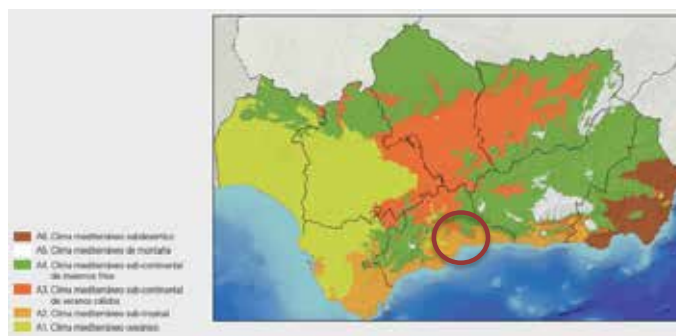 A6. Clima mediterráneo subdesértico
A5. Clima mediterráneo de montaña
A4. Clima mediterráneo sub-continental
de inviernos fríos
A3. Clima mediterráneo sub-continental
de veranos cálidos
A2. Clima mediterráneo sub-tropical
A1. Clima mediterráneo oceánico